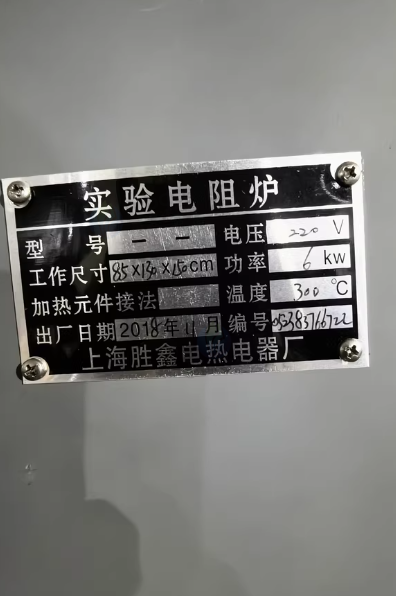 实验电阻炉
型 号 — — 电压 220 V
工作尺寸 85×130×150cm 功率 6 kw
加热元件接法 温度 300 ℃
出厂日期 2018年11月 编号 05385766722
上海胜鑫电热电器厂